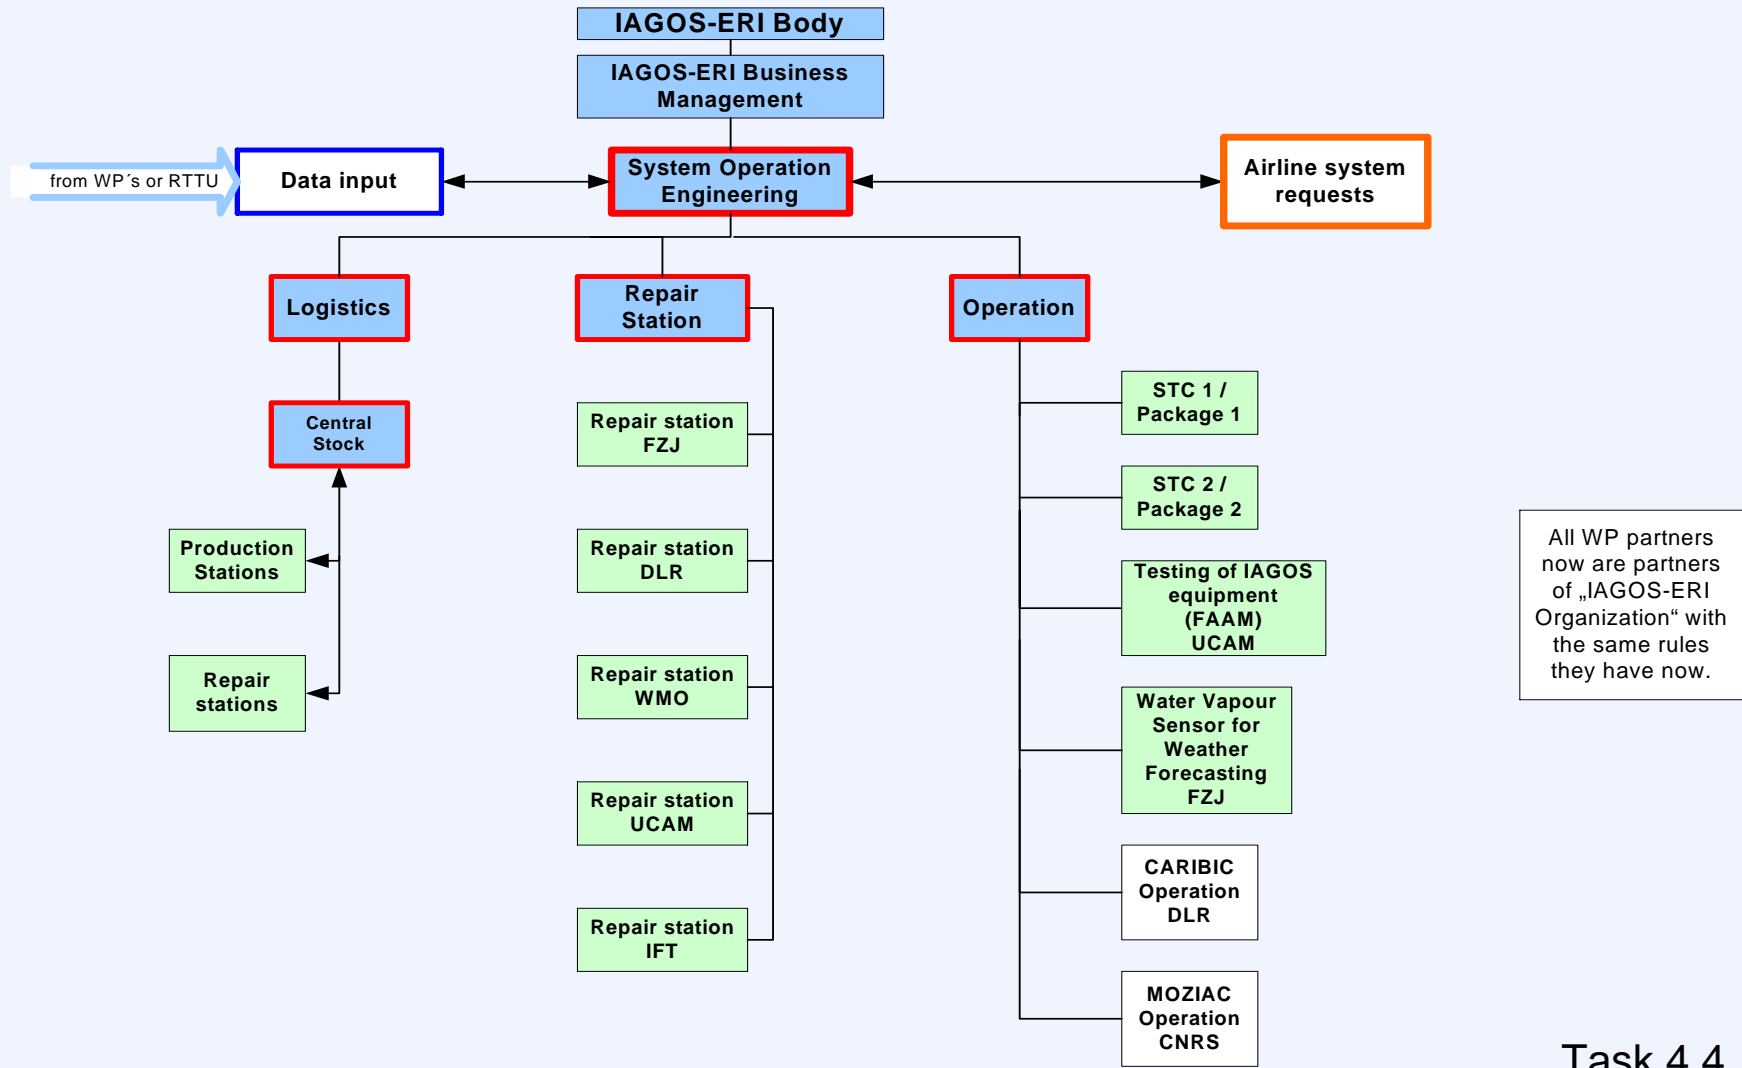 IAGOS-ERI Body
IAGOS-ERI Business
Management
from WP´s or RTTU
Data input
System Operation
Engineering
Airline system
requests
Logistics
Repair
Station
Operation
Central
Stock
Production
Stations
Repair
stations
Repair station
FZJ
Repair station
DLR
Repair station
WMO
Repair station
UCAM
Repair station
IFT
STC 1 /
Package 1
STC 2 /
Package 2
Testing of IAGOS
equipment
(FAAM)
UCAM
Water Vapour
Sensor for
Weather
Forecasting
FZJ
CARIBIC
Operation
DLR
MOZIAC
Operation
CNRS
All WP partners
now are partners
of „IAGOS-ERI
Organization“ with
the same rules
they have now.
Task 4.4